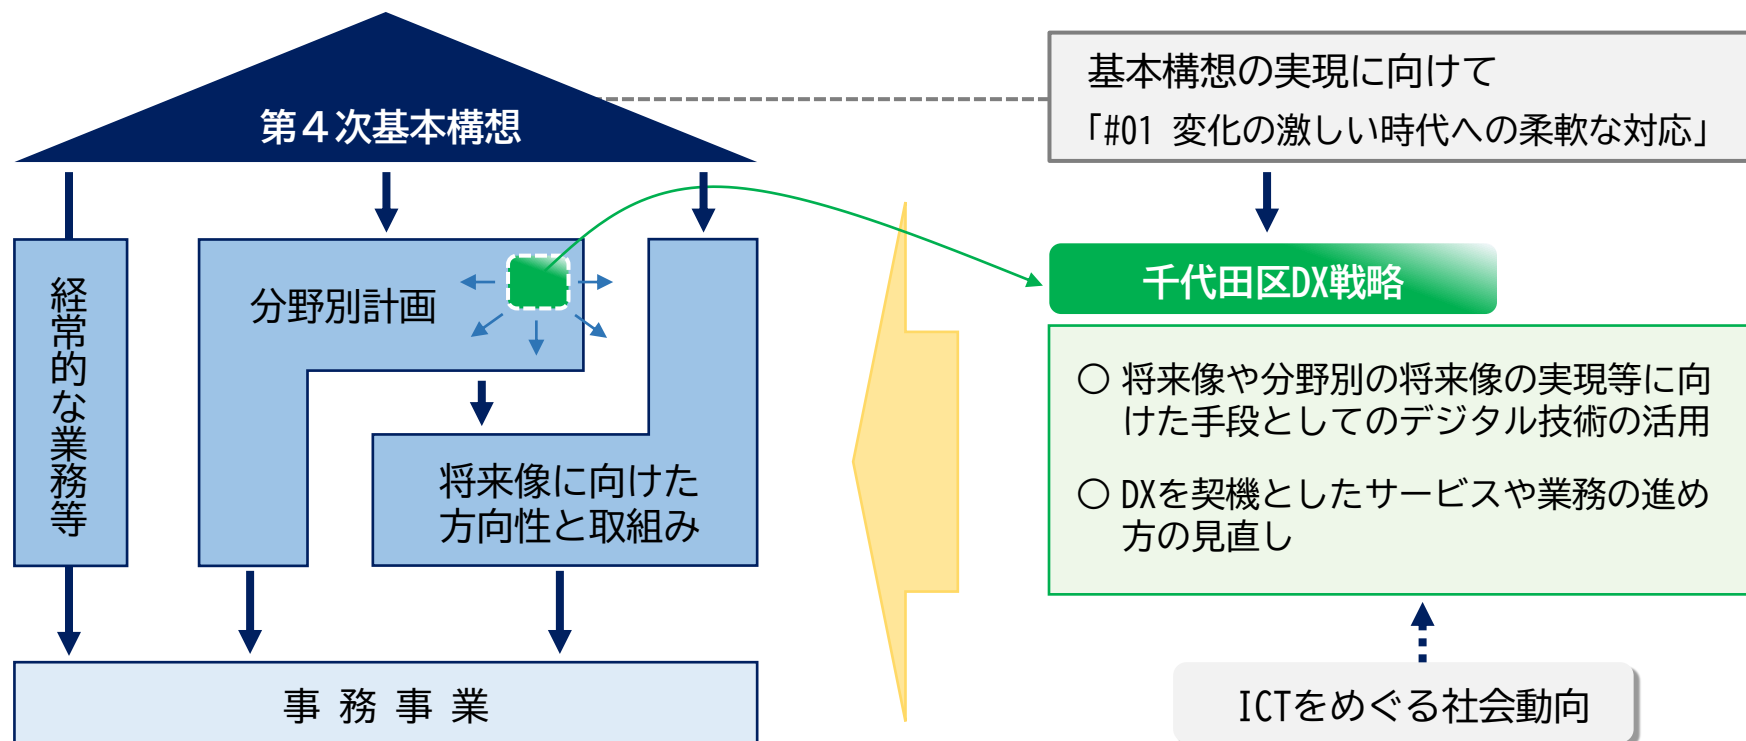 第４次基本構想
経常的な業務等
分野別計画
将来像に向けた
方向性と取組み
事務事業
基本構想の実現に向けて
「#01 変化の激しい時代への柔軟な対応」
千代田区DX戦略
○ 将来像や分野別の将来像の実現等に向
けた手段としてのデジタル技術の活用
○ DXを契機としたサービスや業務の進め
方の見直し
ICTをめぐる社会動向